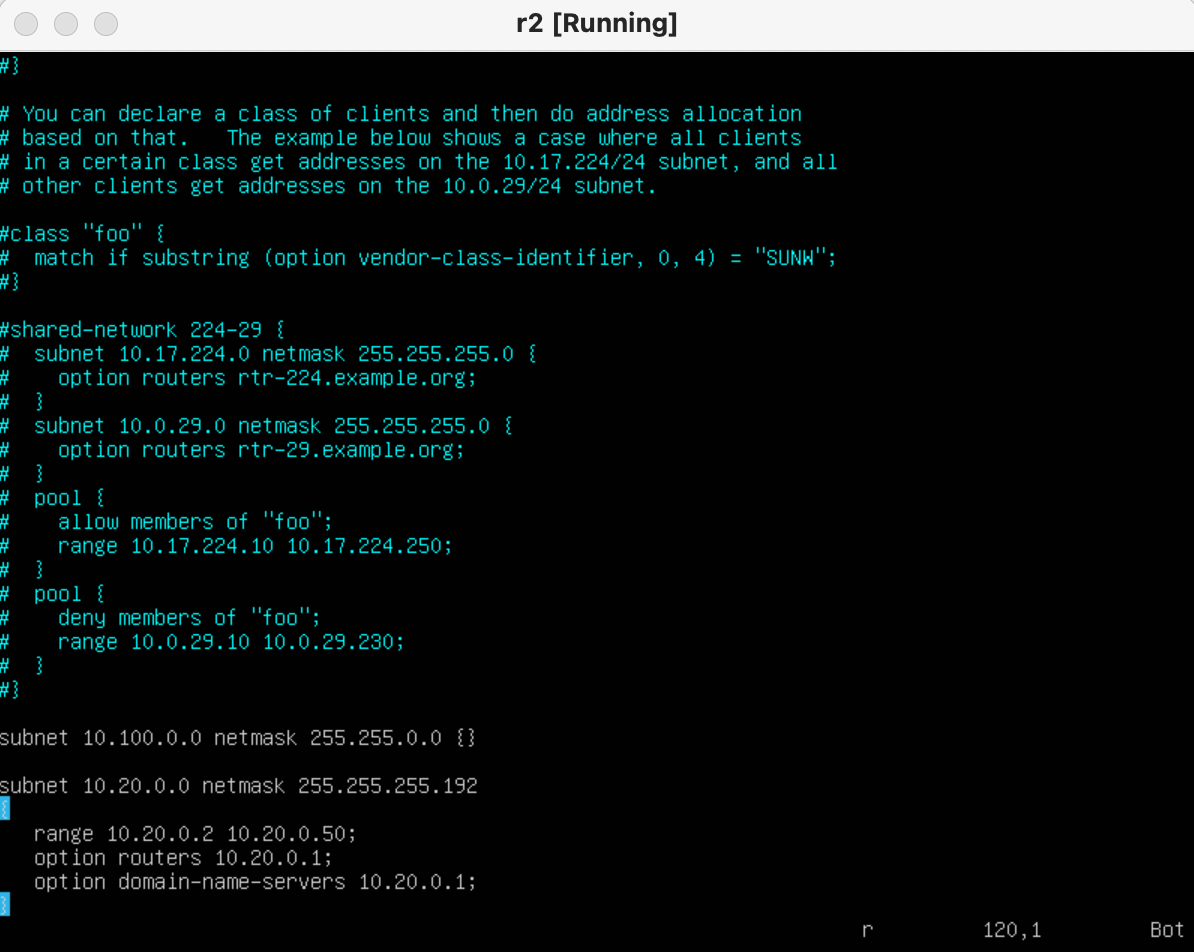 r2 [Running]
#}
# You can declare a class of clients and then do address allocation
# based on that.   The example below shows a case where all clients
# in a certain class get addresses on the 10.17.224/24 subnet, and all
# other clients get addresses on the 10.0.29/24 subnet.
#class "foo" {
#  match if substring (option vendor-class-identifier, 0, 4) = "SUNW";
#}
#shared-network 224-29 {
#  subnet 10.17.224.0 netmask 255.255.255.0 {
#    option routers rtr-224.example.org;
#  }
#  subnet 10.0.29.0 netmask 255.255.255.0 {
#    option routers rtr-29.example.org;
#  }
#  pool {
#    allow members of "foo";
#    range 10.17.224.10 10.17.224.250;
#  }
#  pool {
#    deny members of "foo";
#    range 10.0.29.10 10.0.29.230;
#  }
#}
subnet 10.100.0.0 netmask 255.255.0.0 {}
subnet 10.20.0.0 netmask 255.255.255.192
{
   range 10.20.0.2 10.20.0.50;
   option routers 10.20.0.1;
   option domain-name-servers 10.20.0.1;
}
r 120,1 Bot